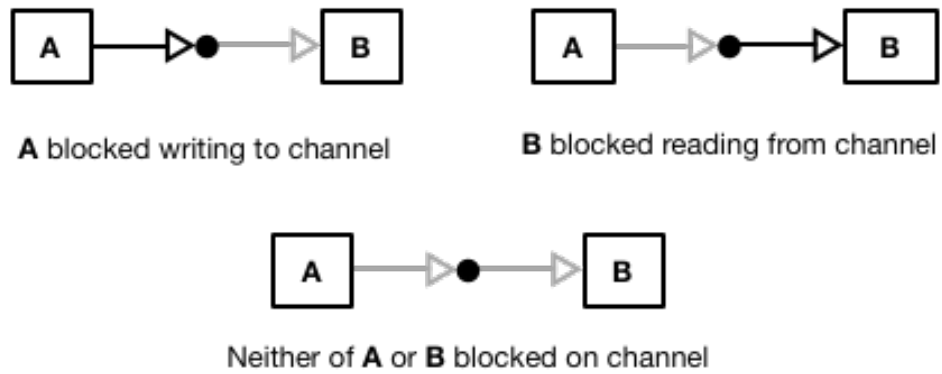 A
B
A
B
A blocked writing to channel
B blocked reading from channel
A
B
Neither of A or B blocked on channel